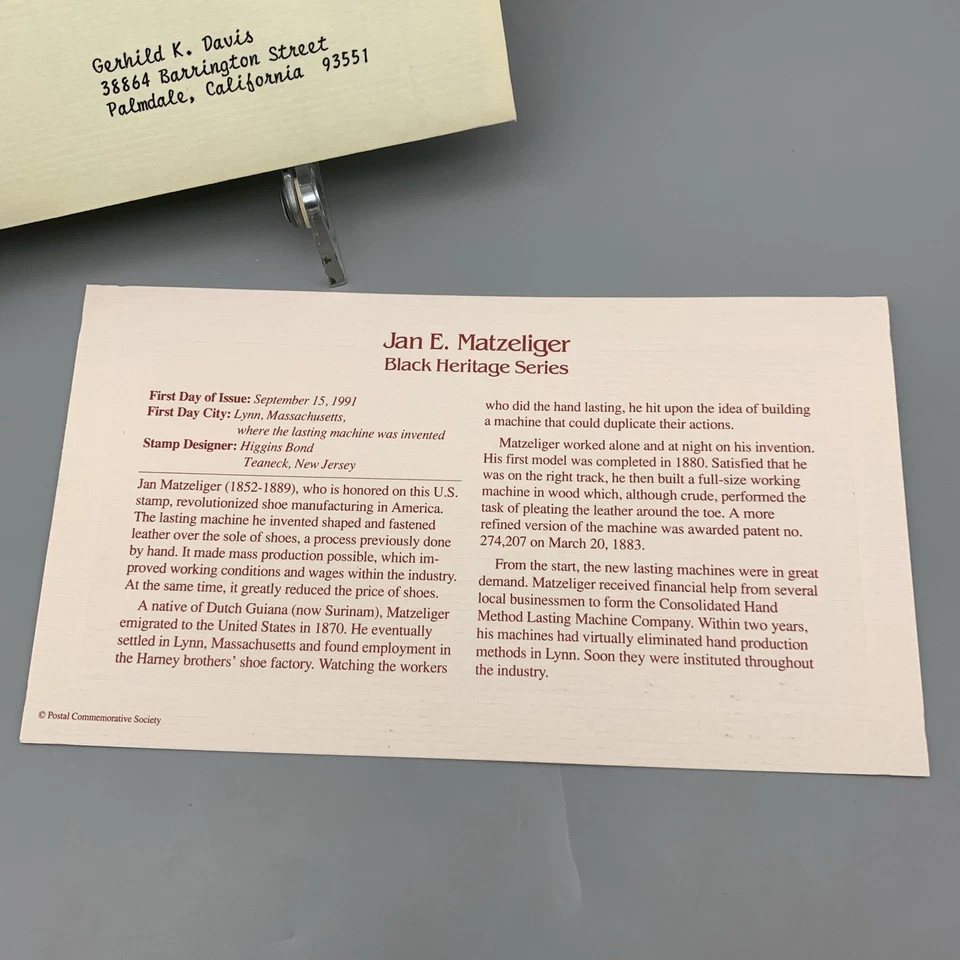 Gerhild K. Davis
38864 Barrington Street
Palmdale, California 93551
Jan E. Matzeliger
Black Heritage Series
First Day of Issue: September 15, 1991
First Day City: Lynn, Massachusetts,
where the lasting machine was invented
Stamp Designer: Higgins Bond
Teaneck, New Jersey
Jan Matzeliger (1852-1889), who is honored on this U.S.
stamp, revolutionized shoe manufacturing in America.
The lasting machine he invented shaped and fastened
leather over the sole of shoes, a process previously done
by hand. It made mass production possible, which im-
proved working conditions and wages within the industry.
At the same time, it greatly reduced the price of shoes.
A native of Dutch Guiana (now Surinam), Matzeliger
emigrated to the United States in 1870. He eventually
settled in Lynn, Massachusetts and found employment in
the Harney brothers' shoe factory. Watching the workers
who did the hand lasting, he hit upon the idea of building
a machine that could duplicate their actions.
Matzeliger worked alone and at night on his invention.
His first model was completed in 1880. Satisfied that he
was on the right track, he then built a full-size working
machine in wood which, although crude, performed the
task of pleating the leather around the toe. A more
refined version of the machine was awarded patent no.
274,207 on March 20, 1883.
From the start, the new lasting machines were in great
demand. Matzeliger received financial help from several
local businessmen to form the Consolidated Hand
Method Lasting Machine Company. Within two years,
his machines had virtually eliminated hand production
methods in Lynn. Soon they were instituted throughout
the industry.
© Postal Commemorative Society